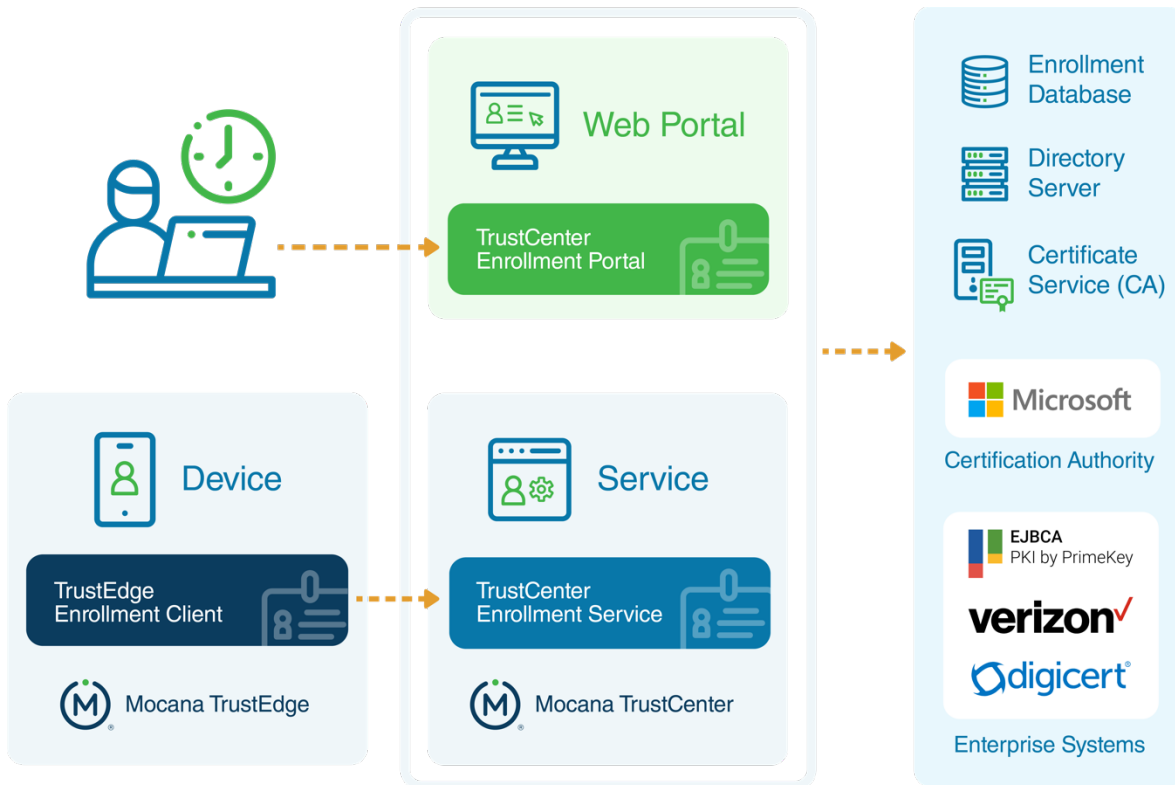 Web Portal
TrustCenter
Enrollment Portal
Device
TrustEdge
Enrollment Client
M
®
Mocana TrustEdge
Service
TrustCenter
Enrollment Service
M
®
Mocana TrustCenter
Enrollment
Database
Directory
Server
Certificate
Service (CA)
Microsoft
Certification Authority
EJBCA
PKI by PrimeKey
verizon✓
digicert®
Enterprise Systems